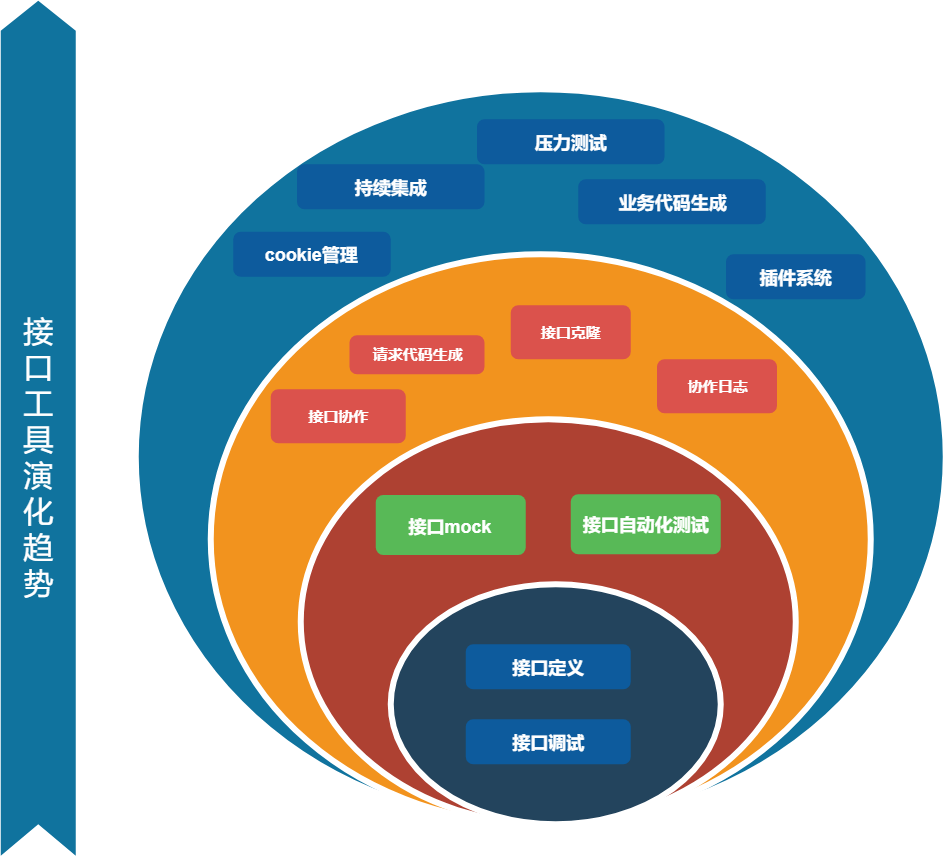 接口工具演化趋势
压力测试
持续集成
业务代码生成
cookie管理
插件系统
接口克隆
请求代码生成
协作日志
接口协作
接口mock
接口自动化测试
接口定义
接口调试